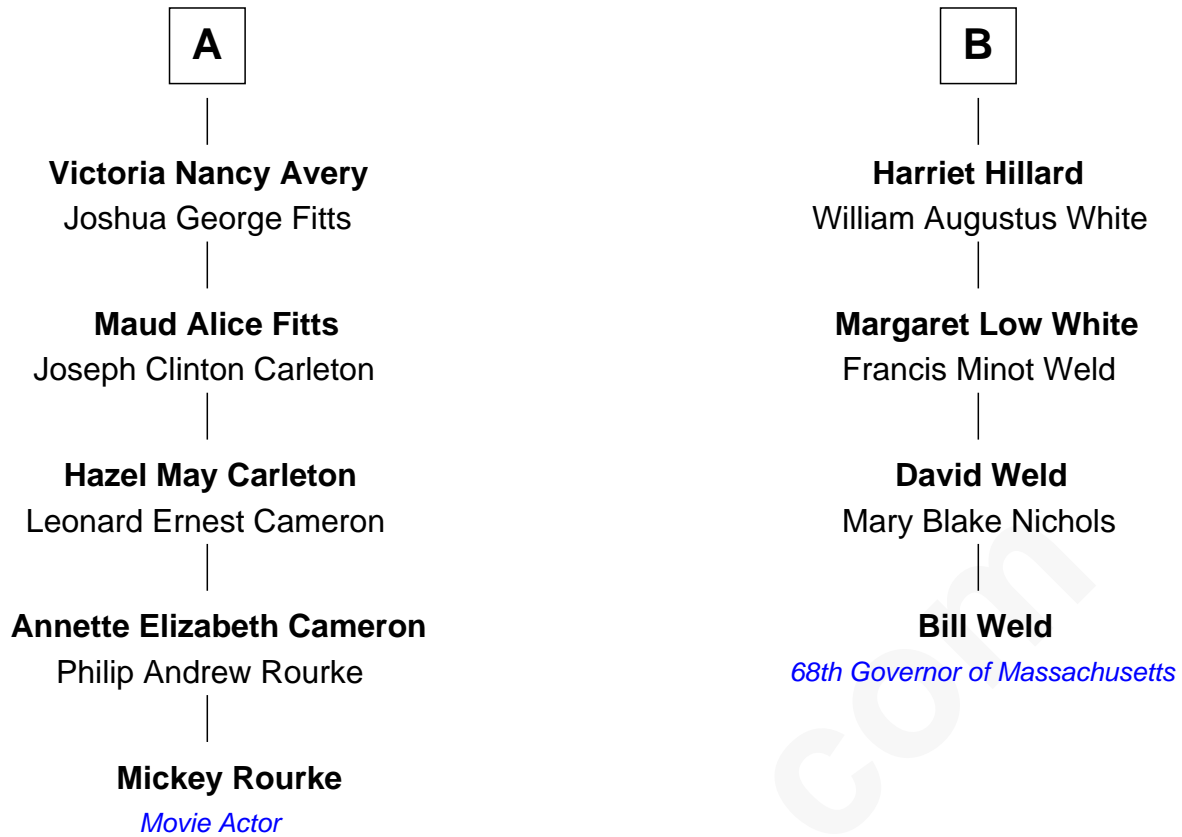 A
Victoria Nancy Avery
Joshua George Fitts
Maud Alice Fitts
Joseph Clinton Carleton
Hazel May Carleton
Leonard Ernest Cameron
Annette Elizabeth Cameron
Philip Andrew Rourke
Mickey Rourke
Movie Actor
B
Harriet Hillard
William Augustus White
Margaret Low White
Francis Minot Weld
David Weld
Mary Blake Nichols
Bill Weld
68th Governor of Massachusetts
com